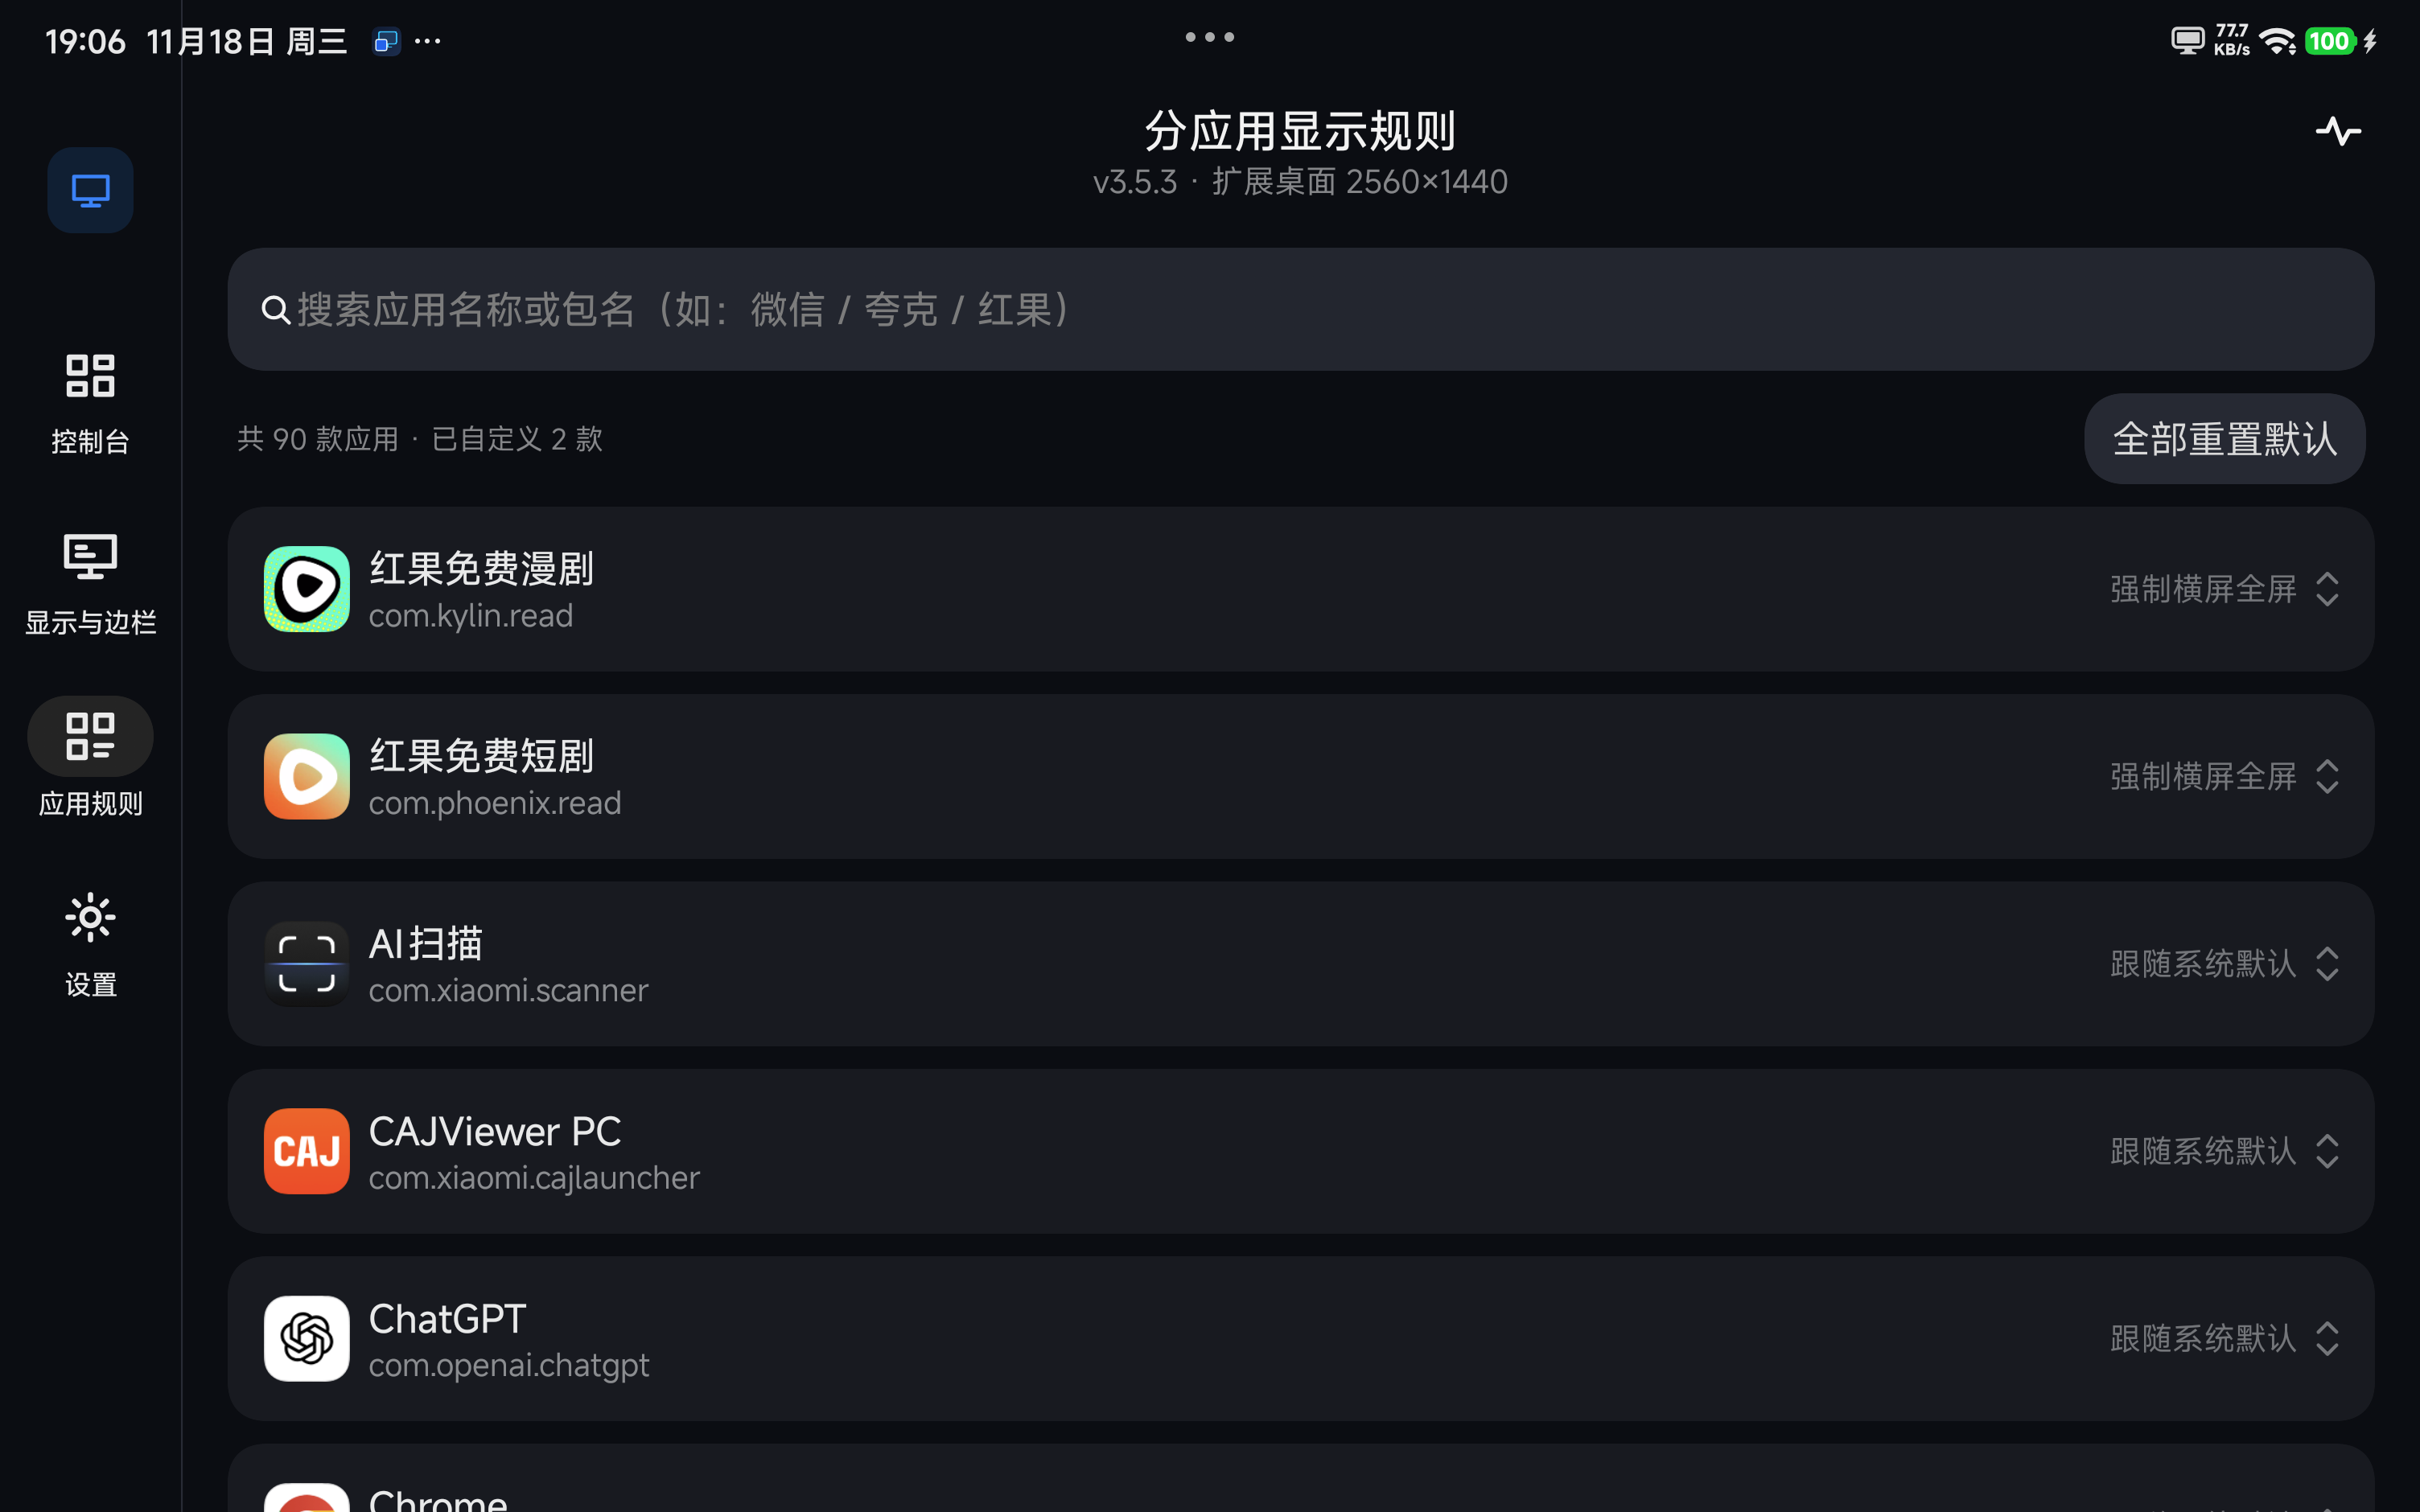 19:06 11月18日 周三
77.7
KB/s
100
分应用显示规则
v3.5.3 · 扩展桌面 2560×1440
搜索应用名称或包名（如：微信 / 夸克 / 红果）
共 90 款应用 · 已自定义 2 款
全部重置默认
控制台
显示与边栏
应用规则
设置
红果免费漫剧
com.kylin.read
强制横屏全屏
红果免费短剧
com.phoenix.read
强制横屏全屏
AI扫描
com.xiaomi.scanner
跟随系统默认
CAJ
CAJViewer PC
com.xiaomi.cajlauncher
跟随系统默认
ChatGPT
com.openai.chatgpt
跟随系统默认
Chrome